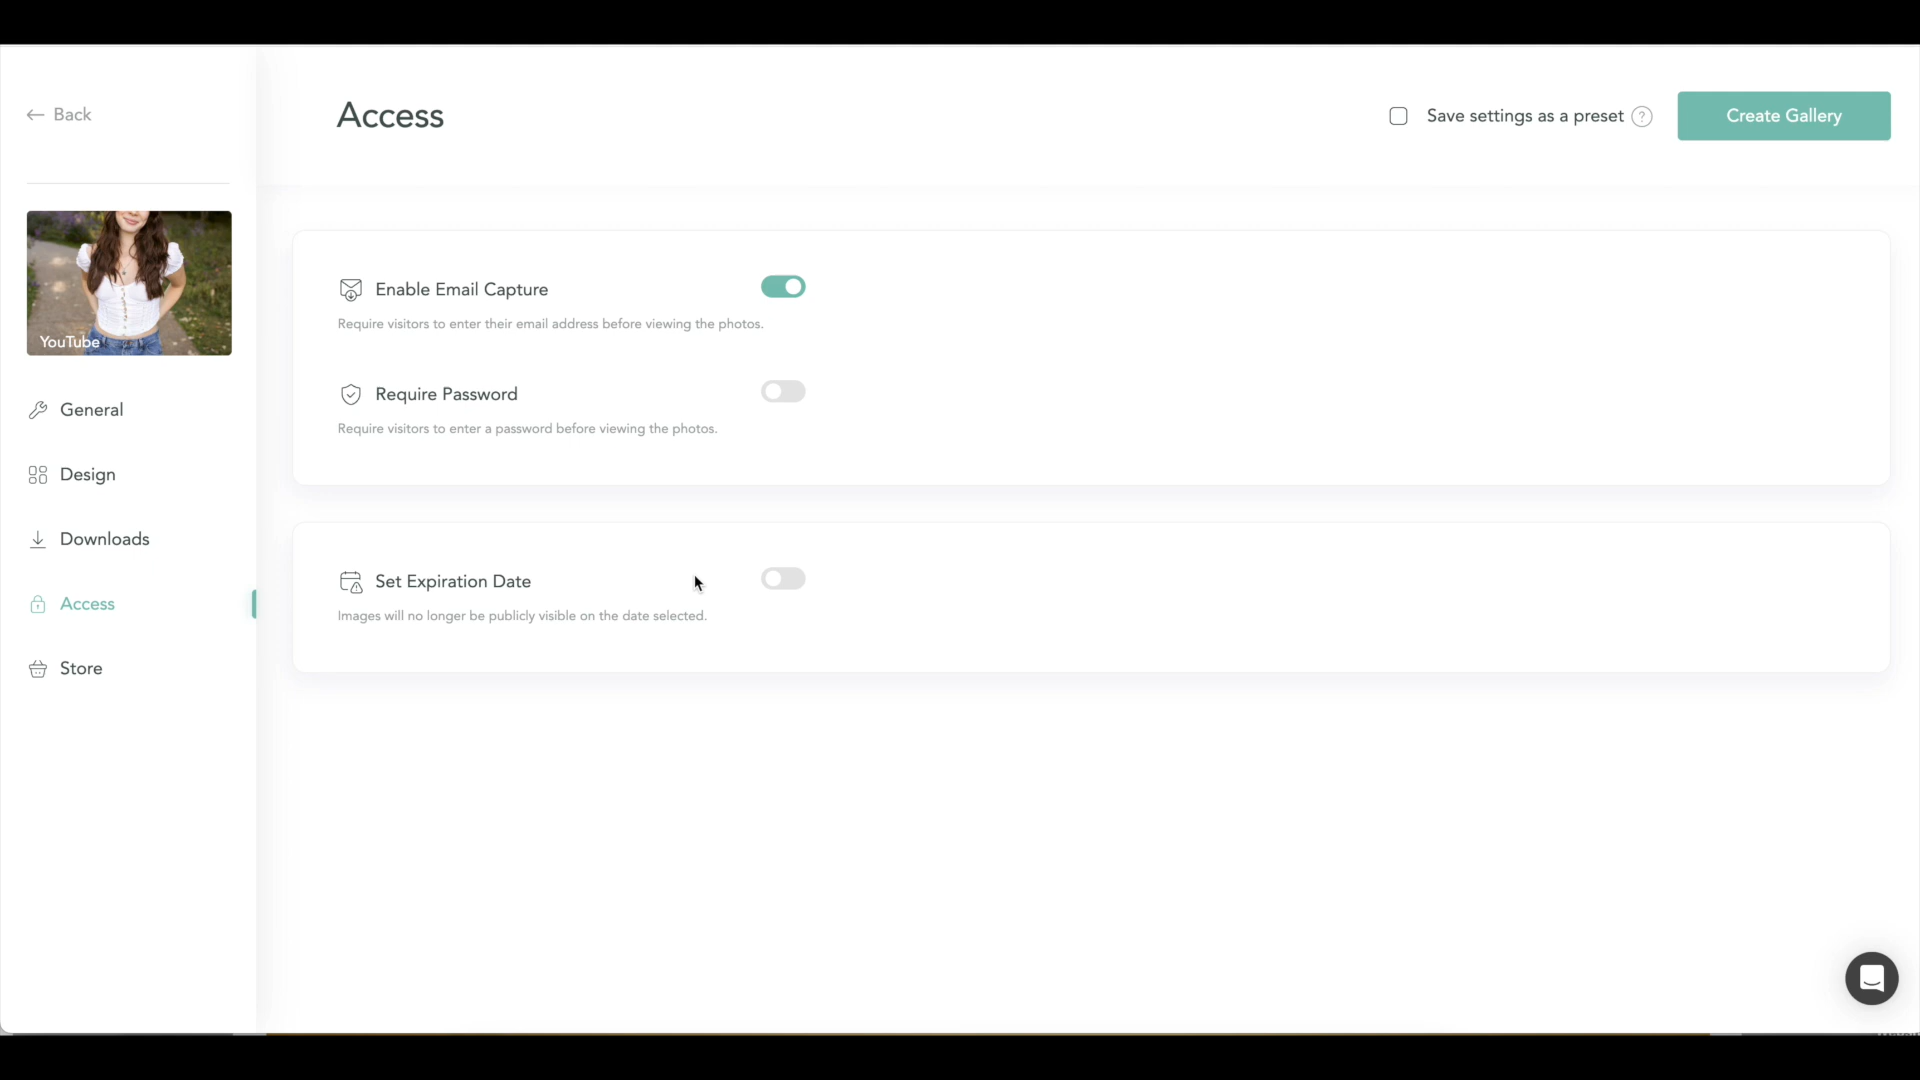 Back
Access
Save settings as a preset ?
Create Gallery
YouTube
General
Design
Downloads
Access
Store
Enable Email Capture
Require visitors to enter their email address before viewing the photos.
Require Password
Require visitors to enter a password before viewing the photos.
Set Expiration Date
Images will no longer be publicly visible on the date selected.